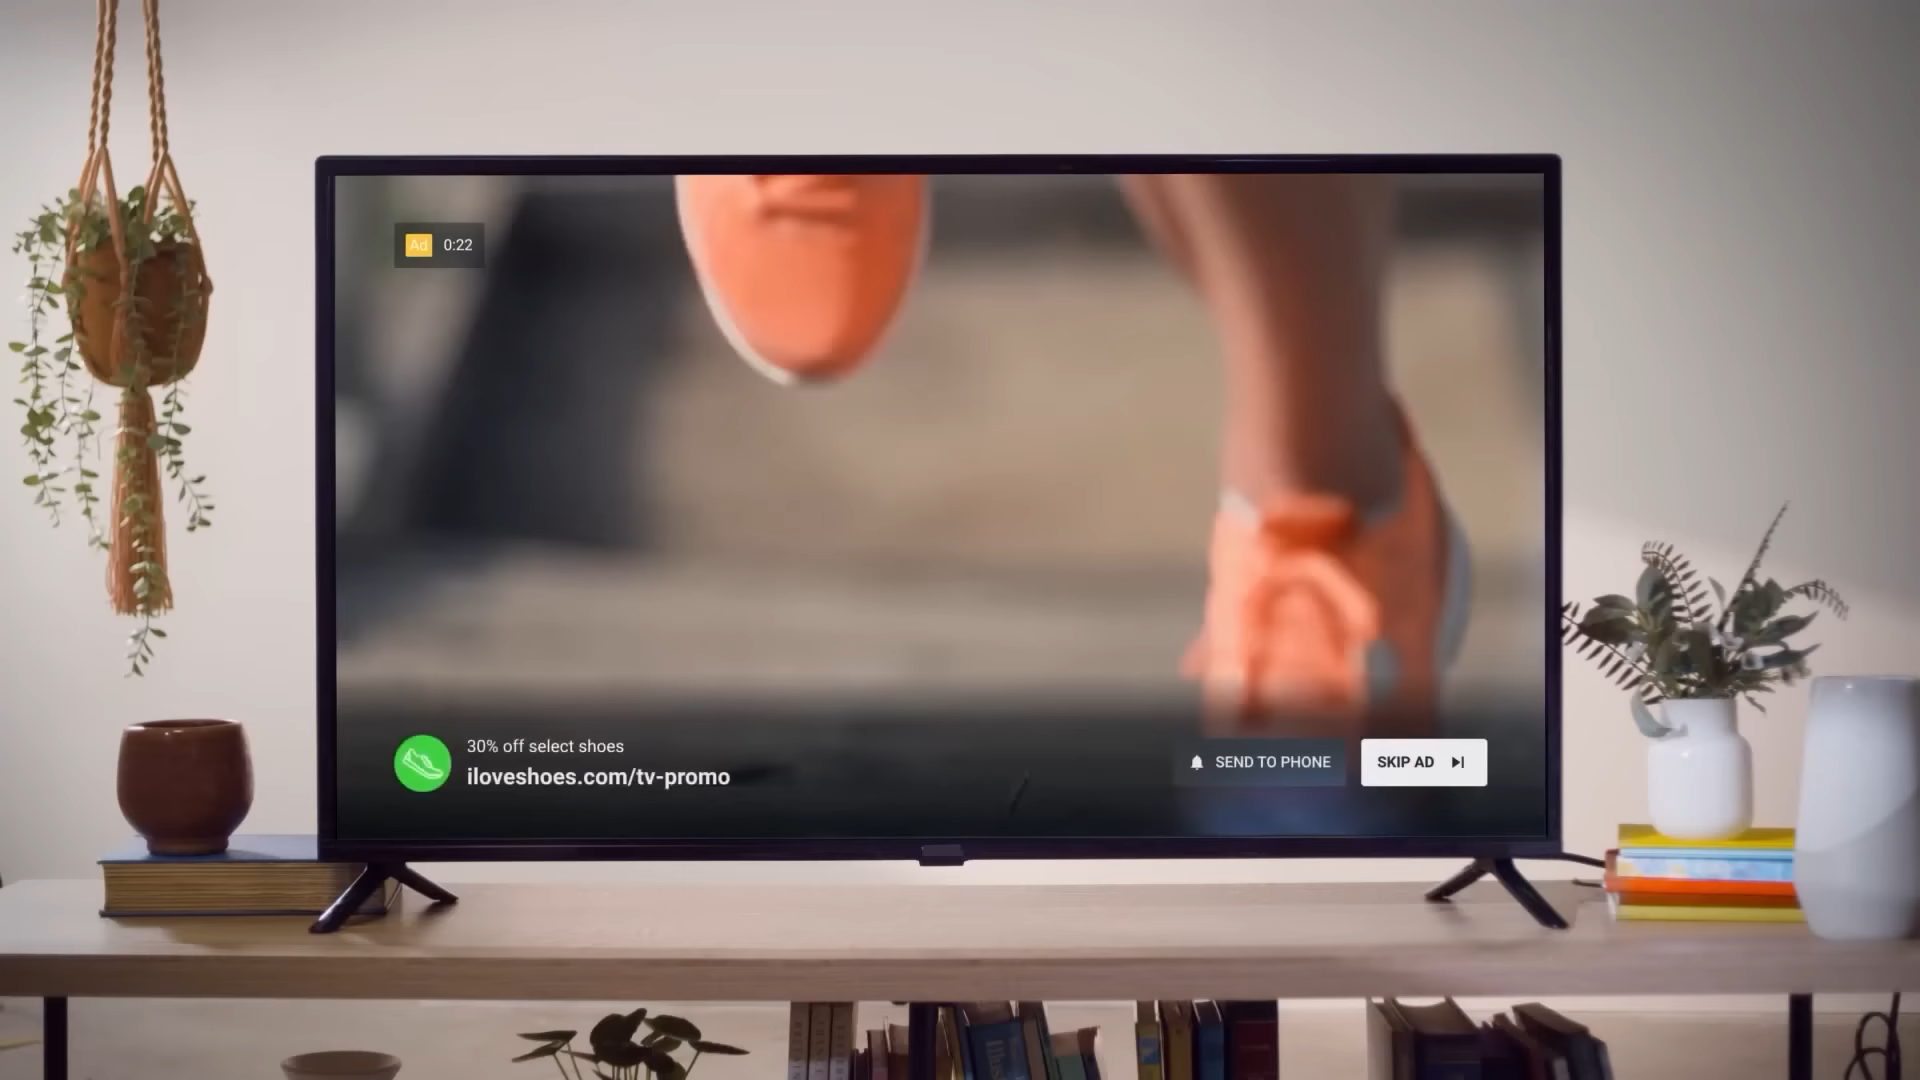 Ad 0:22
30% off select shoes
iloveshoes.com/tv-promo
SEND TO PHONE
SKIP AD